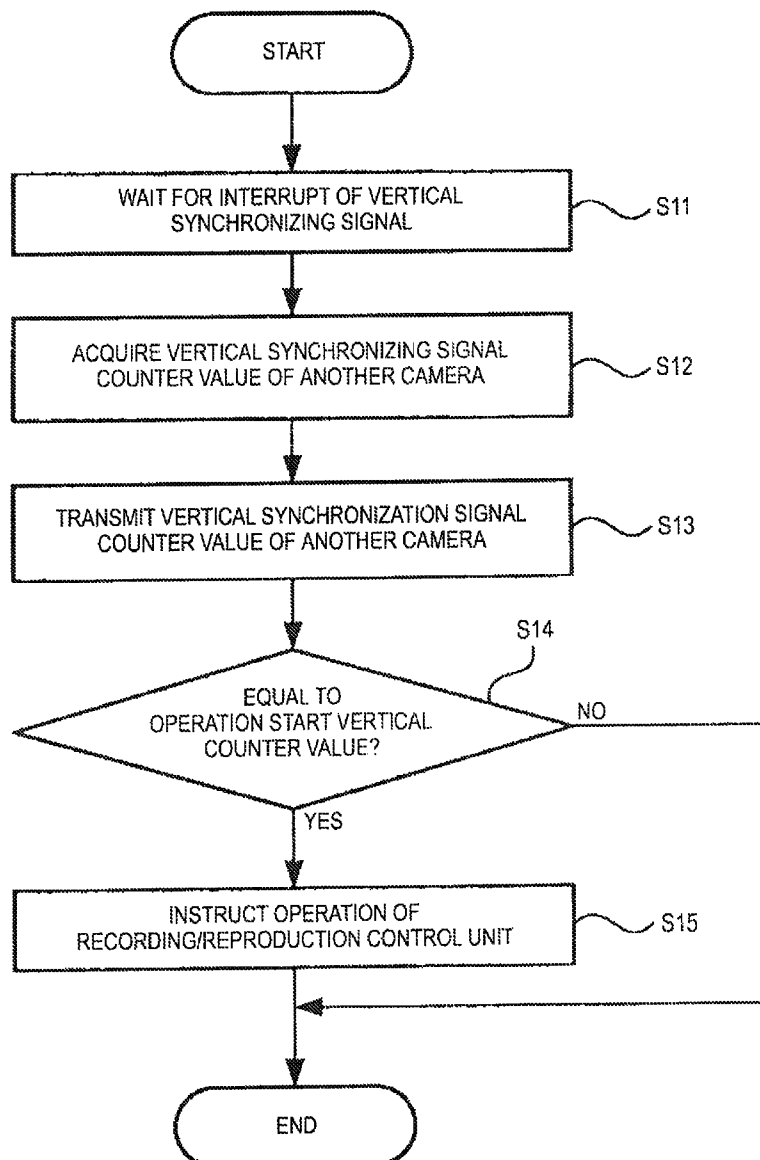 START
WAIT FOR INTERRUPT OF VERTICAL
SYNCHRONIZING SIGNAL
S11
ACQUIRE VERTICAL SYNCHRONIZING SIGNAL
COUNTER VALUE OF ANOTHER CAMERA
S12
TRANSMIT VERTICAL SYNCHRONIZATION SIGNAL
COUNTER VALUE OF ANOTHER CAMERA
S13
S14
EQUAL TO
OPERATION START VERTICAL
COUNTER VALUE?
NO
YES
INSTRUCT OPERATION OF
RECORDING/REPRODUCTION CONTROL UNIT
S15
END